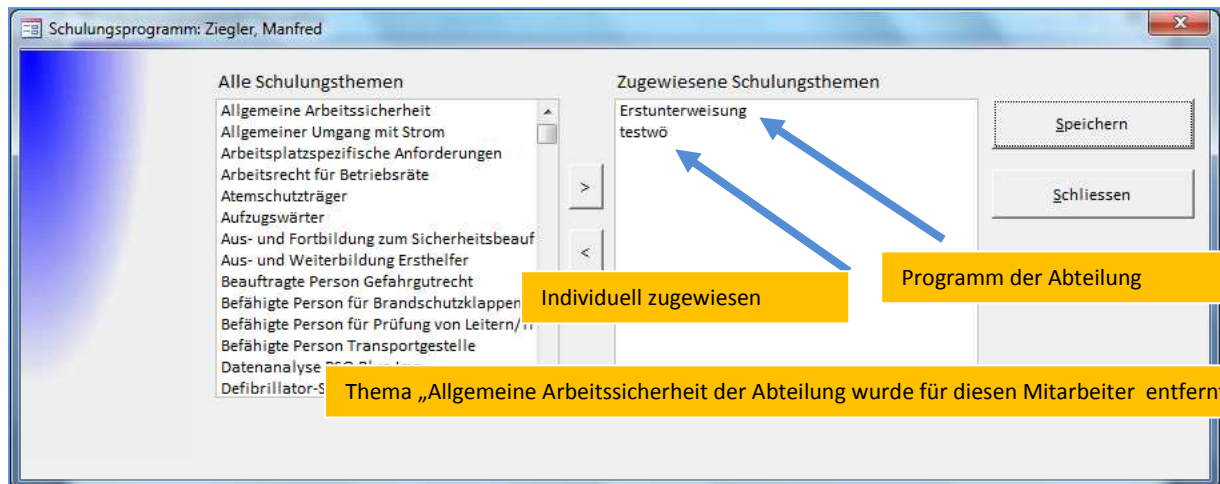 Schulungsprogramm: Ziegler, Manfred
Alle Schulungsthemen
Allgemeine Arbeitssicherheit
Allgemeiner Umgang mit Strom
Arbeitsplatzspezifische Anforderungen
Arbeitsrecht für Betriebsräte
Atemschutzträger
Aufzugswärter
Aus- und Fortbildung zum Sicherheitsbeauf
Aus- und Weiterbildung Ersthelfer
Beauftragte Person Gefahrgutrecht
Befähigte Person für Brandschutzklappen
Befähigte Person für Prüfung von Leitern/
Befähigte Person Transportgestelle
Datenanalyse
Defibrillator-S
>
<
Zugewiesene Schulungsthemen
Erstunterweisung
testwö
Speichern
Schliessen
Programm der Abteilung
Individuell zugewiesen
Thema „Allgemeine Arbeitssicherheit der Abteilung wurde für diesen Mitarbeiter entfern